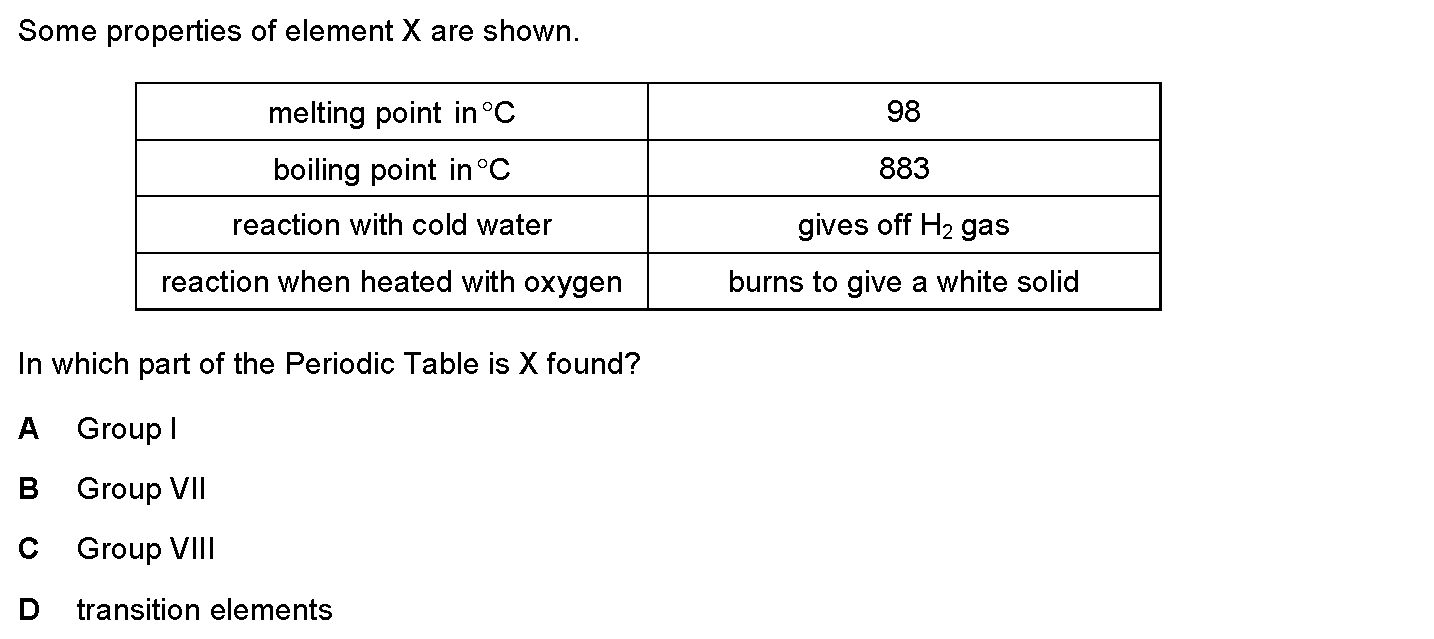 Some properties of element X are shown.
melting point in °C 98
boiling point in °C 883
reaction with cold water gives off H₂ gas
reaction when heated with oxygen burns to give a white solid
In which part of the Periodic Table is X found?
A Group I
B Group VII
C Group VIII
D transition elements